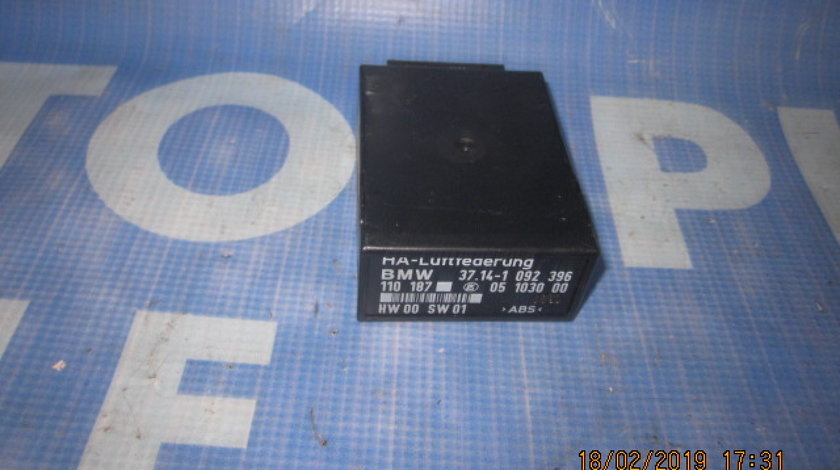 TOP
HA-Luftfederung
BMW 37.14-1 092 396
110 187 05 1030 00
HW 00 SW 01 >ABS<
18/02/2019 17:31